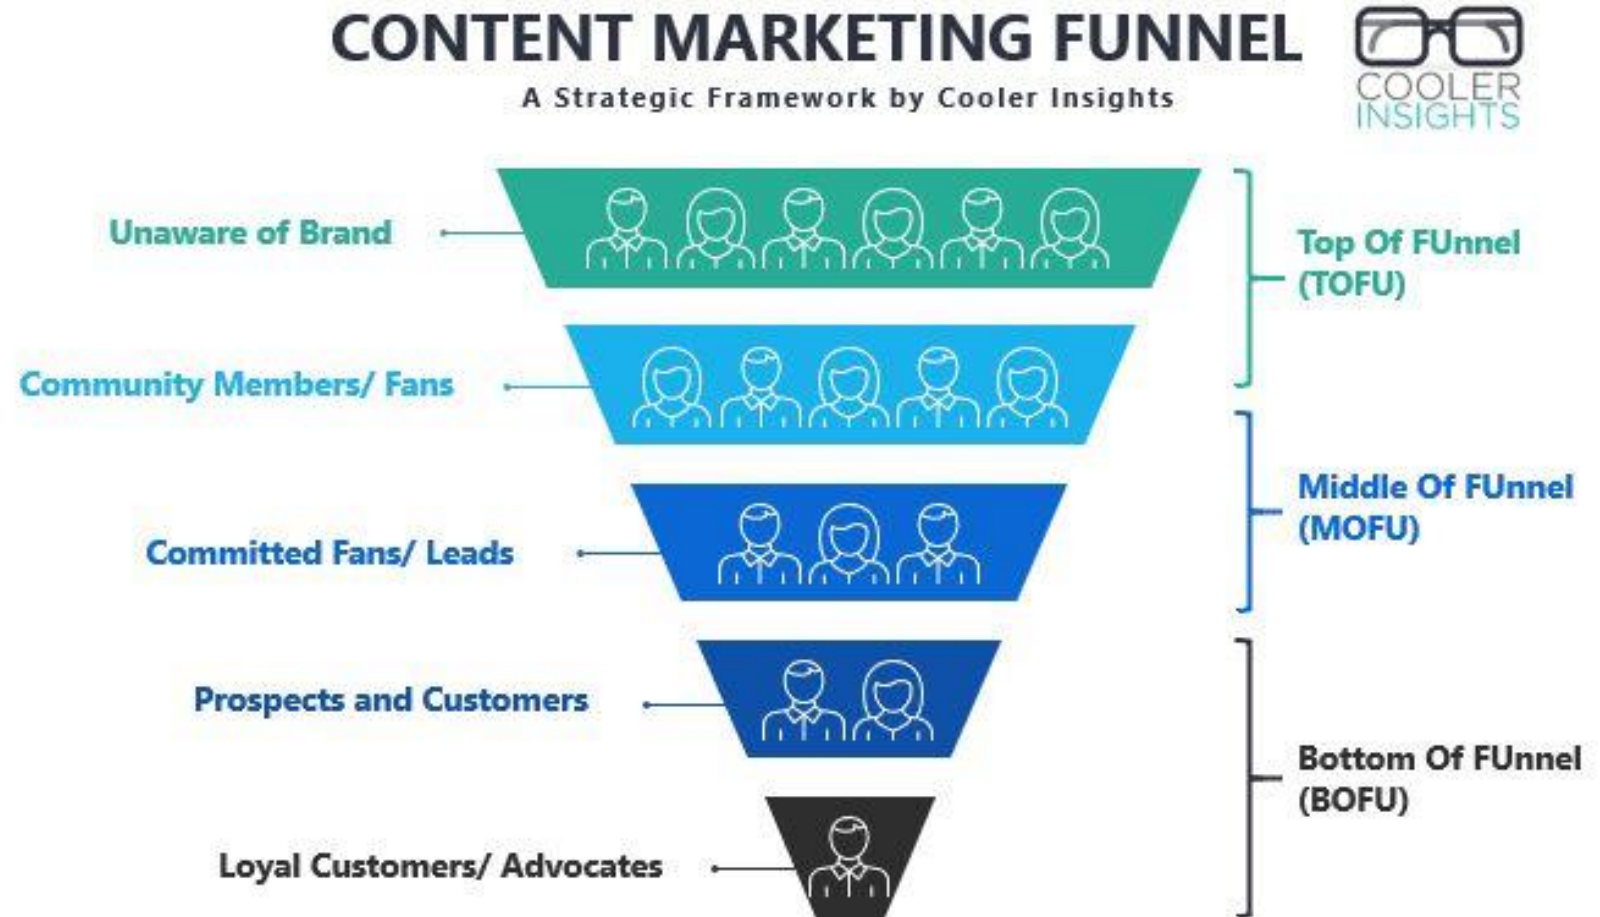 CONTENT MARKETING FUNNEL
A Strategic Framework by Cooler Insights
COOLER
INSIGHTS
Unaware of Brand
Top Of FUnnel
(TOFU)
Community Members/ Fans
Middle Of FUnnel
(MOFU)
Committed Fans/ Leads
Prospects and Customers
Bottom Of FUnnel
(BOFU)
Loyal Customers/ Advocates